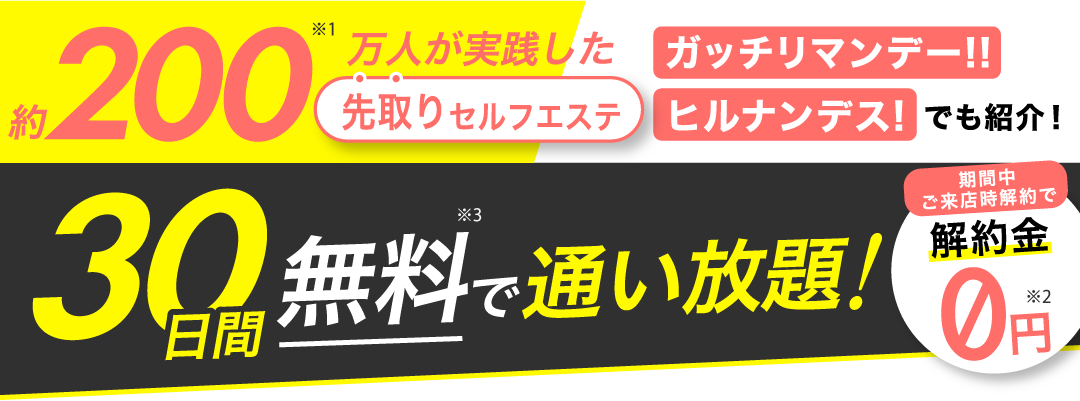 約200※1万人が実践した
先取りセルフエステ
ガッチリマンデー!!
ヒルナンデス!でも紹介!
30日間無料※3で通い放題!
期間中
ご来店時解約で
解約金
0円※2